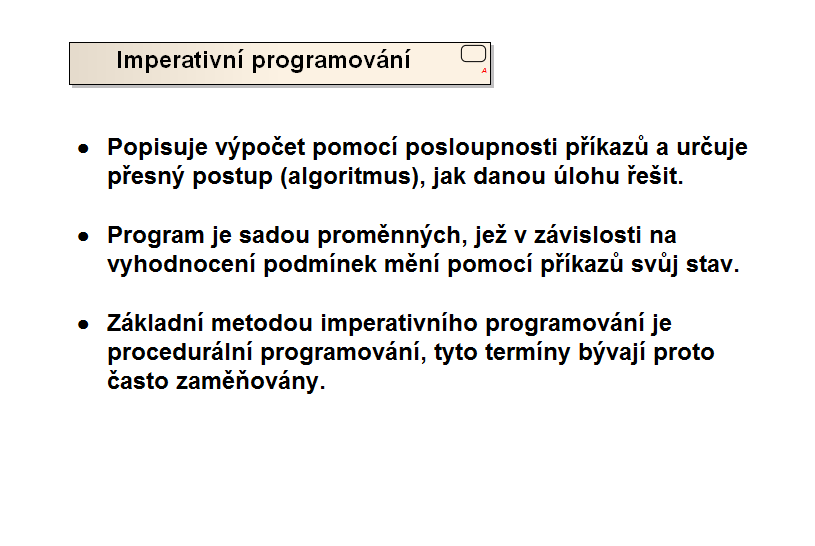 Imperativní programování
A
● Popisuje výpočet pomocí posloupnosti příkazů a určuje
přesný postup (algoritmus), jak danou úlohu řešit.
● Program je sadou proměnných, jež v závislosti na
vyhodnocení podmínek mění pomocí příkazů svůj stav.
● Základní metodou imperativního programování je
procedurální programování, tyto termíny bývají proto
často zaměňovány.